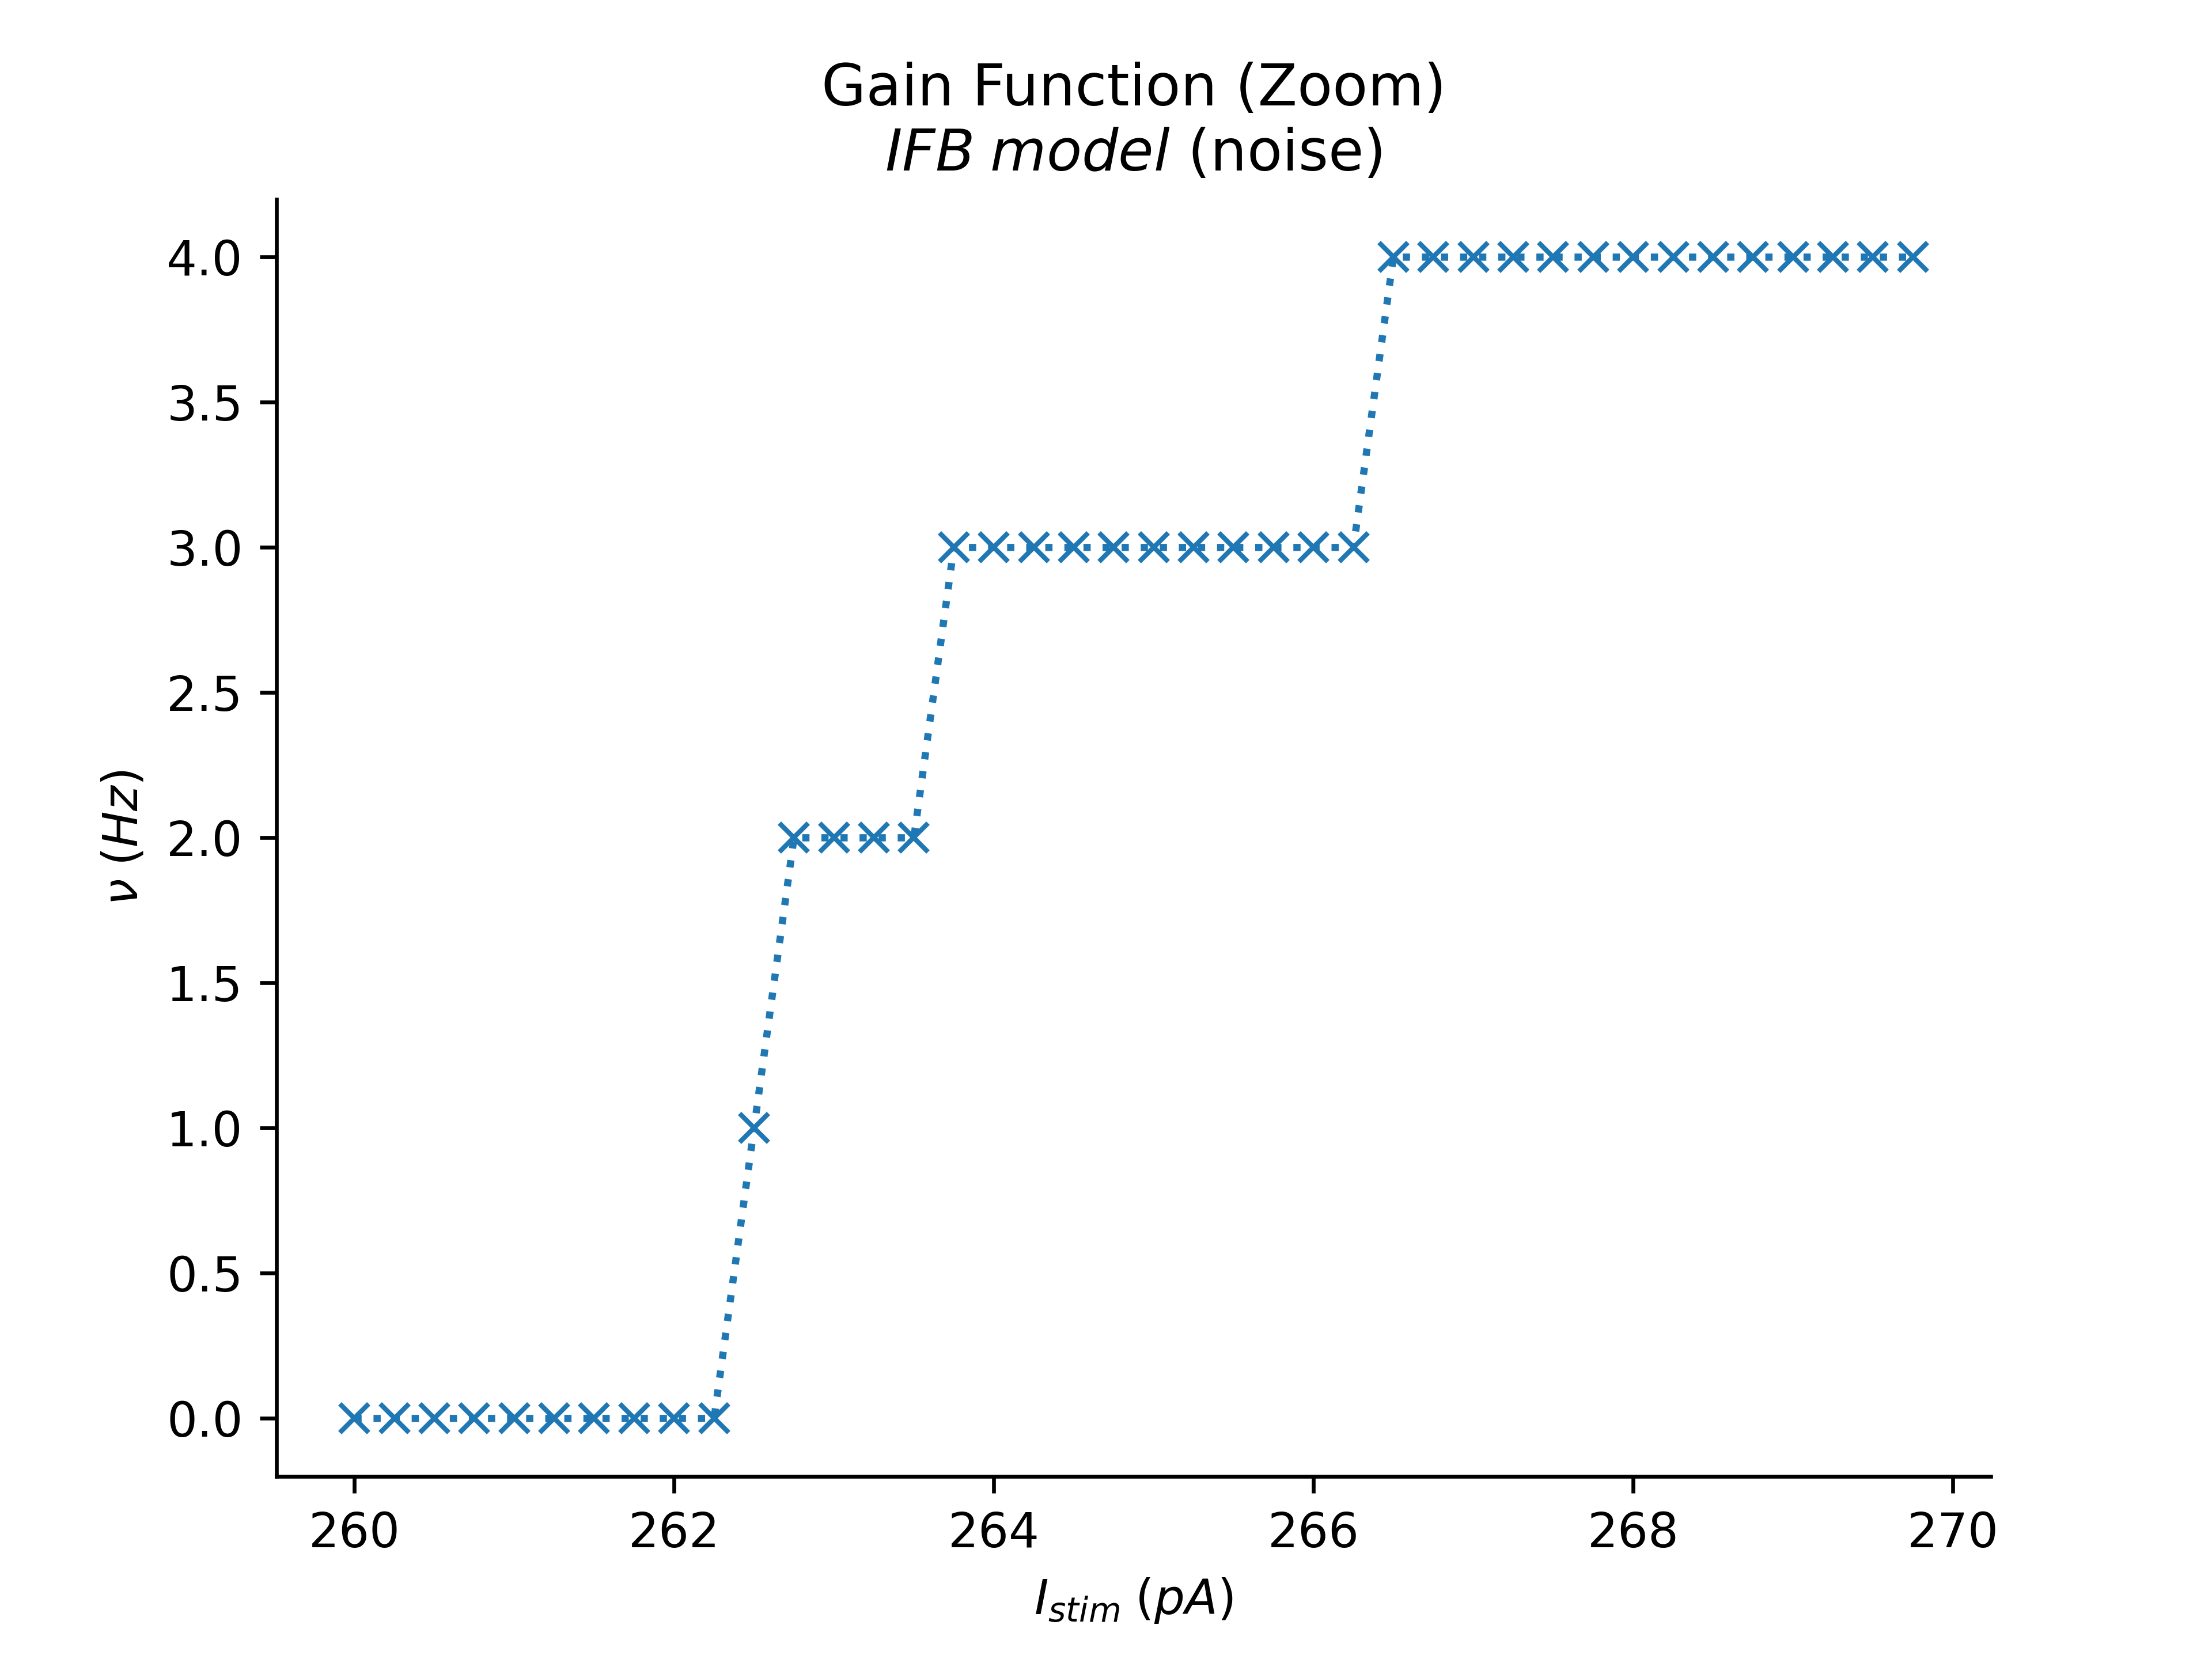 Gain Function (Zoom)
IFB model (noise)
4.0
3.5
3.0
2.5
2.0
1.5
1.0
0.5
0.0
ν (Hz)
260 262 264 266 268 270
I_stim (pA)